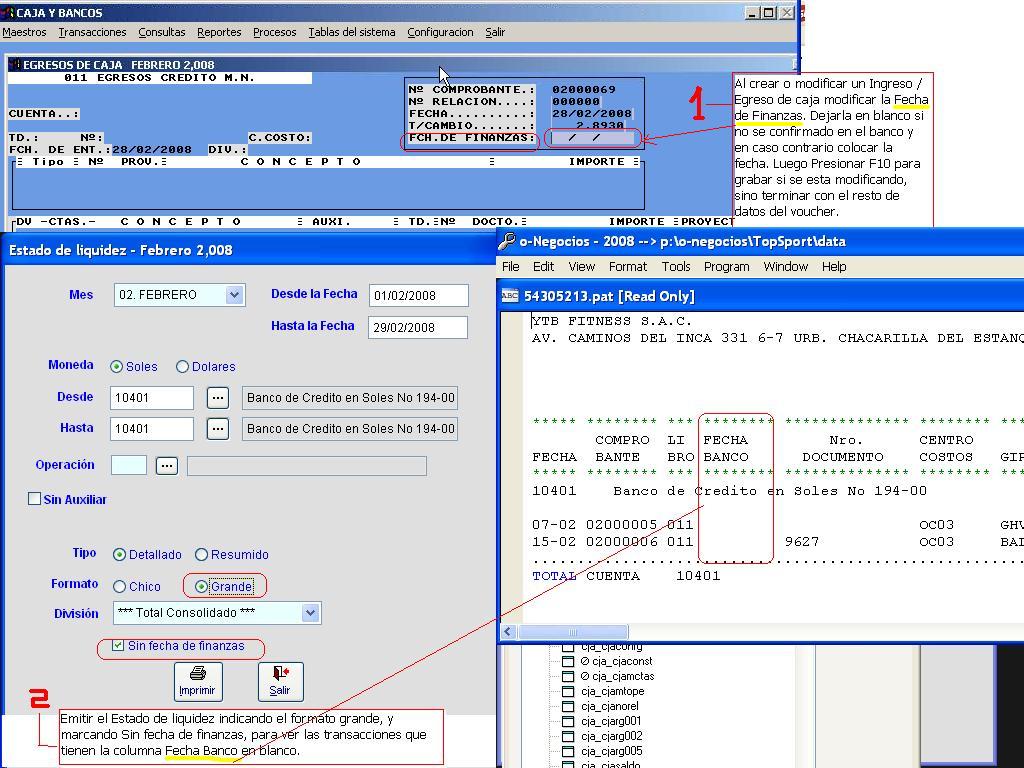 CAJA Y BANCOS
Maestros Transacciones Consultas Reportes Procesos Tablas del sistema Configuracion Salir
EGRESOS DE CAJA FEBRERO 2,008
011 EGRESOS CREDITO M.N.
Nº COMPROBANTE.: 02000069
Nº RELACION....: 000000
CUENTA..:
FECHA..........: 28/02/2008
T/CAMBIO.......: 2.8930
TD.: Nº: C.COSTO:
FCH.DE FINANZAS: / /
FCH. DE ENT.:28/02/2008 DIV.:
Tipo Nº PROV.: C O N C E P T O IMPORTE
DV -CTAS.- C O N C E P T O AUXI. TD.Nº DOCTO. IMPORTE PROYECT
1
Al crear o modificar un Ingreso /
Egreso de caja modificar la Fecha
de Finanzas. Dejarla en blanco si
no se confirmado en el banco y
en caso contrario colocar la
fecha. Luego Presionar F10 para
grabar si se esta modificando,
sino terminar con el resto de
datos del voucher.
Estado de liquidez - Febrero 2,008
Mes 02. FEBRERO Desde la Fecha 01/02/2008
Hasta la Fecha 29/02/2008
Moneda Soles Dolares
Desde 10401 ... Banco de Credito en Soles No 194-00
Hasta 10401 ... Banco de Credito en Soles No 194-00
Operación ...
Sin Auxiliar
Tipo Detallado Resumido
Formato Chico Grande
División *** Total Consolidado ***
Sin fecha de finanzas
Imprimir Salir
2
Emitir el Estado de liquidez indicando el formato grande, y
marcando Sin fecha de finanzas, para ver las transacciones que
tienen la columna Fecha Banco en blanco.
o-Negocios - 2008 --> p:\o-negocios\TopSport\data
File Edit View Format Tools Program Window Help
54305213.pat [Read Only]
YTB FITNESS S.A.C.
AV. CAMINOS DEL INCA 331 6-7 URB. CHACARILLA DEL ESTANQ
***** ******** *** ******** ************** ******** ***
COMPRO LI FECHA Nro. CENTRO
FECHA BANTE BRO BANCO DOCUMENTO COSTOS GIR
***** ******** *** ******** ************** ******** ***
10401 Banco de Credito en Soles No 194-00
07-02 02000005 011 OC03 GHV
15-02 02000006 011 9627 OC03 BAI
TOTAL CUENTA 10401
cja_cjaconfig
cja_cjaconst
cja_cjamctas
cja_cjamtope
cja_cjanorel
cja_cjarg001
cja_cjarg002
cja_cjarg005
cja_cjasaldo